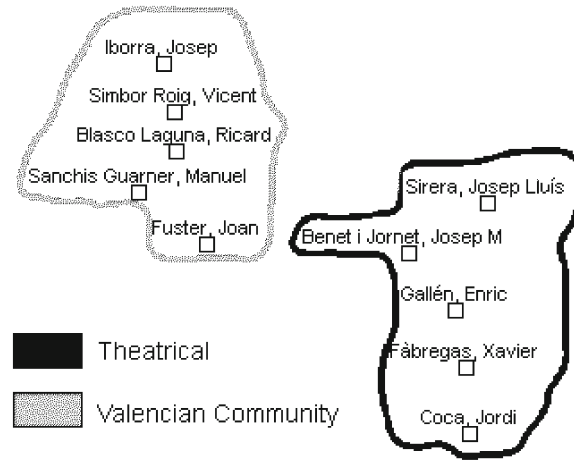 Iborra, Josep
Simbor Roig, Vicent
Blasco Laguna, Ricard
Sanchis Guarner, Manuel
Fuster, Joan
Sirera, Josep Lluís
Benet i Jornet, Josep M
Gallén, Enric
Fàbregas, Xavier
Coca, Jordi
Theatrical
Valencian Community